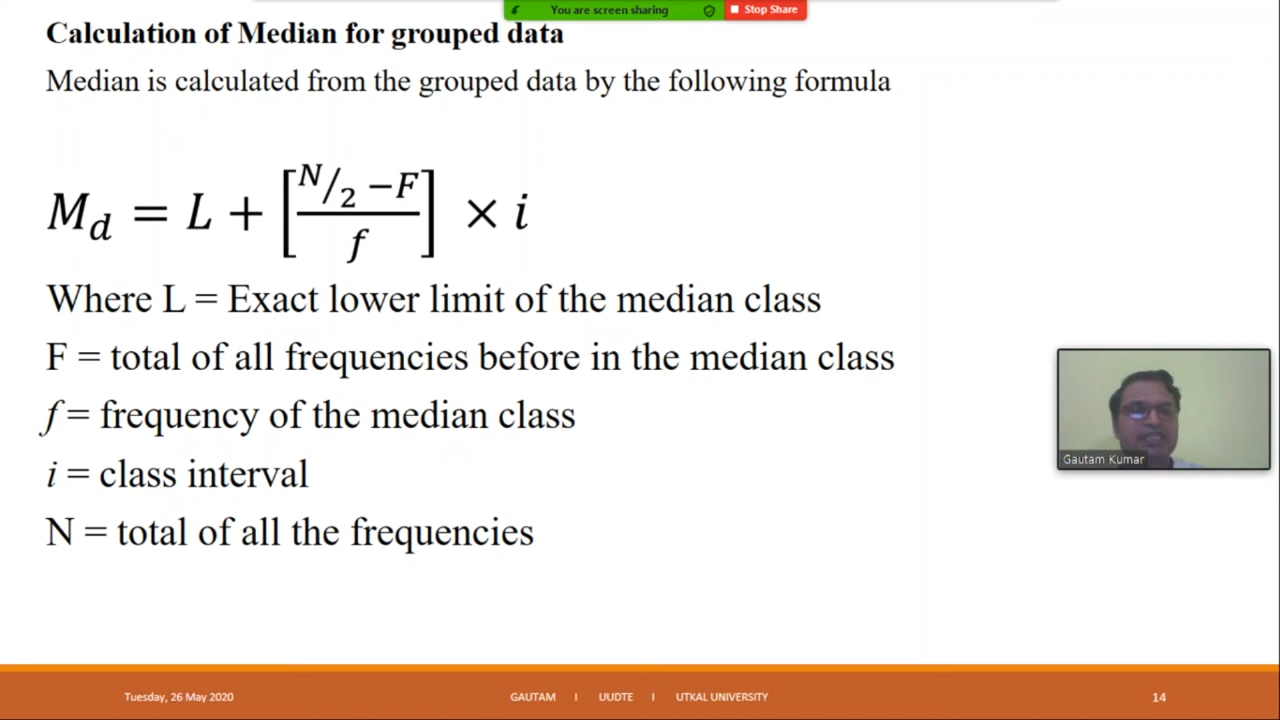 You are screen sharing
Stop Share
Calculation of Median for grouped data
Median is calculated from the grouped data by the following formula
M_d = L + [(N/2 − F)/f] × i
Where L = Exact lower limit of the median class
F = total of all frequencies before in the median class
f = frequency of the median class
i = class interval
N = total of all the frequencies
Gautam Kumar
Tuesday, 26 May 2020
GAUTAM I UUDTE I UTKAL UNIVERSITY
14